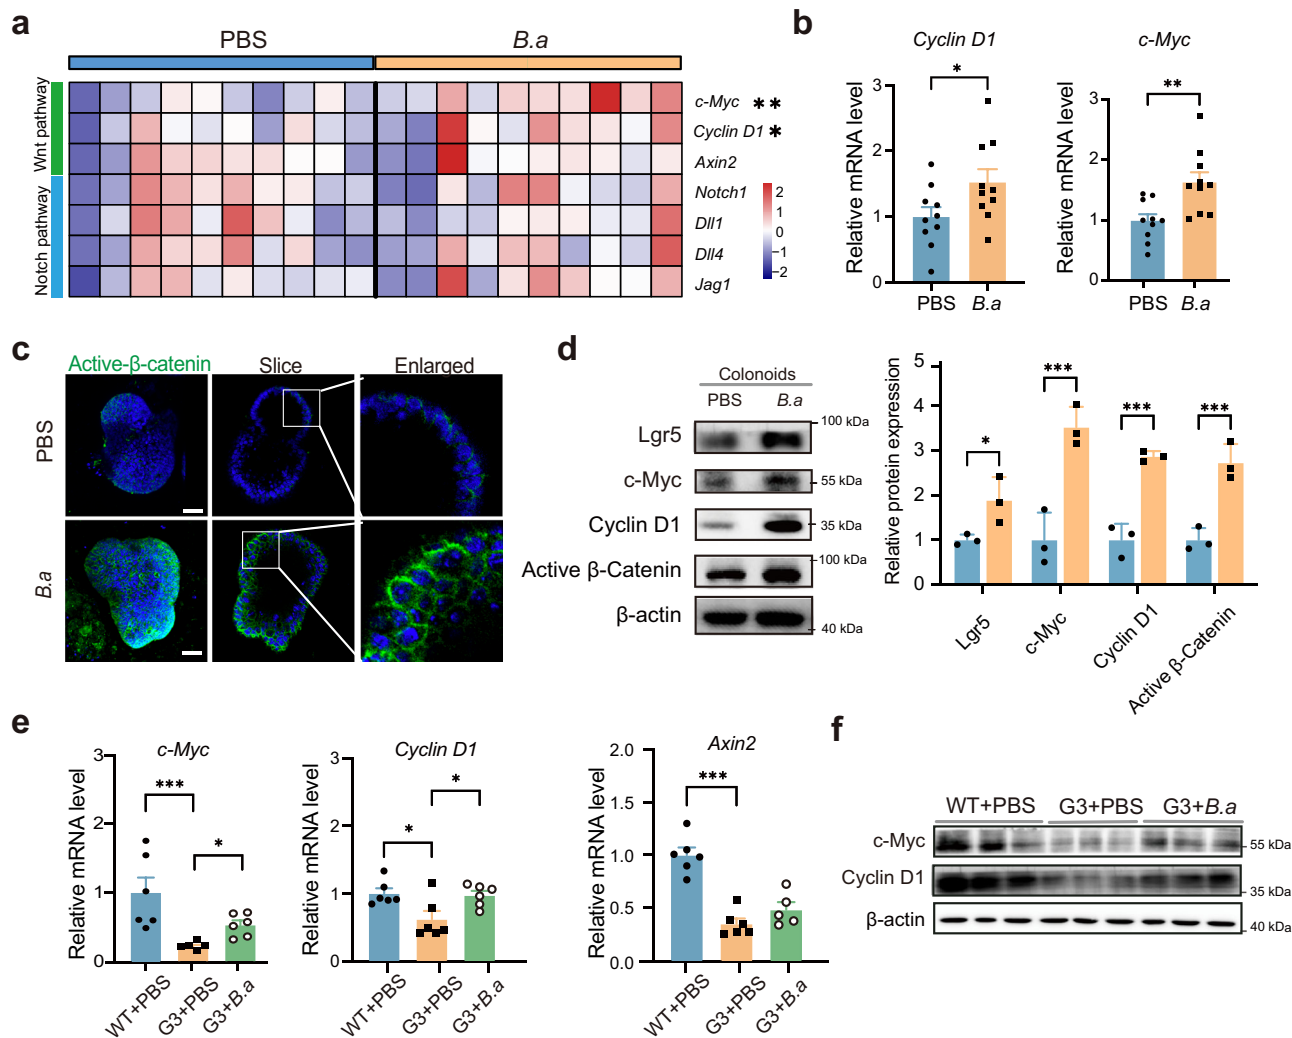 a
PBS
B.a
Wnt pathway
Notch pathway
c-Myc **
Cyclin D1 *
Axin2
Notch1
Dll1
Dll4
Jag1
2
1
0
−1
−2
b
Cyclin D1
*
Relative mRNA level
3
2
1
0
PBS B.a
c-Myc
**
Relative mRNA level
3
2
1
0
PBS B.a
c
Active-β-catenin Slice Enlarged
PBS
B.a
d
Colonoids
PBS B.a
Lgr5
100 kDa
c-Myc
55 kDa
Cyclin D1
35 kDa
Active β-Catenin
100 kDa
β-actin
40 kDa
Relative protein expression
5
4
3
2
1
0
*
***
***
***
Lgr5
c-Myc
Cyclin D1
Active β-Catenin
e
c-Myc
Relative mRNA level
3
2
1
0
***
*
WT+PBS
G3+PBS
G3+B.a
Cyclin D1
Relative mRNA level
3
2
1
0
*
*
WT+PBS
G3+PBS
G3+B.a
Axin2
Relative mRNA level
2.0
1.5
1.0
0.5
0.0
***
WT+PBS
G3+PBS
G3+B.a
f
WT+PBS G3+PBS G3+B.a
c-Myc
55 kDa
Cyclin D1
35 kDa
β-actin
40 kDa